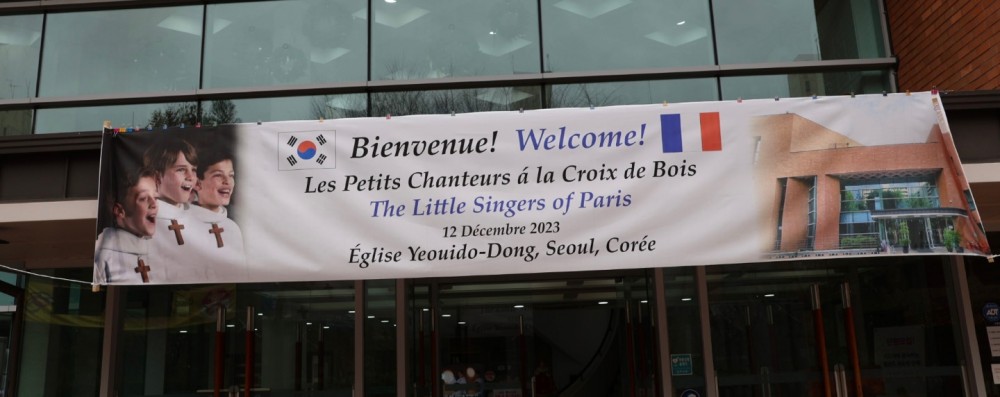 Bienvenue! Welcome!
Les Petits Chanteurs á la Croix de Bois
The Little Singers of Paris
12 Décembre 2023
Église Yeouido-Dong, Seoul, Corée
ADT